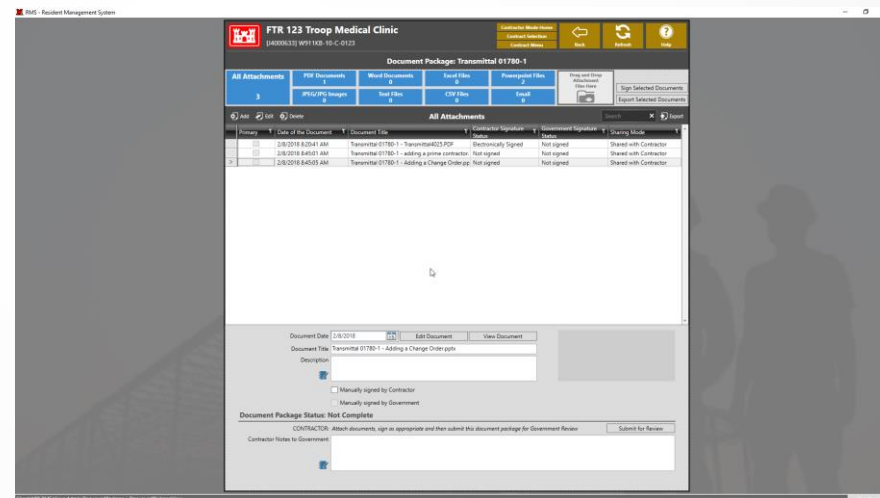 RMS - Resident Management System
FTR 123 Troop Medical Clinic
[J4000633] W911KB-10-C-0123
Contractor Mode Home
Contract Selection
Contract Menu
Back
Refresh
Help
Document Package: Transmittal 01780-1
All Attachments
3
PDF Documents
1
Word Documents
0
Excel Files
0
Powerpoint Files
2
JPEG/JPG Images
0
Text Files
0
CSV Files
0
Email
0
Drag and Drop
Attachment
Files Here
Sign Selected Documents
Export Selected Documents
Add Edit Delete
All Attachments
Search
Export
Primary Date of the Document Document Title Contractor Signature Status Government Signature Status Sharing Mode
2/8/2018 8:20:41 AM Transmittal 01780-1 - Transmittal4025.PDF Electronically Signed Not signed Shared with Contractor
2/8/2018 8:45:01 AM Transmittal 01780-1 - adding a prime contractor. Not signed Not signed Shared with Contractor
> 2/8/2018 8:45:05 AM Transmittal 01780-1 - Adding a Change Order.pp Not signed Not signed Shared with Contractor
Document Date 2/8/2018 Edit Document View Document
Document Title Transmittal 01780-1 - Adding a Change Order.pptx
Description
Manually signed by Contractor
Manually signed by Government
Document Package Status: Not Complete
CONTRACTOR: Attach documents, sign as appropriate and then submit this document package for Government Review
Submit for Review
Contractor Notes to Government